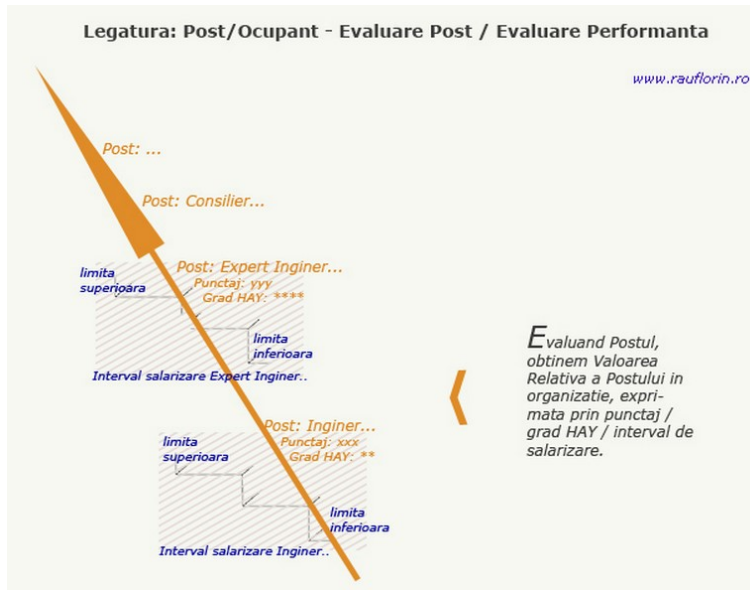 Legatura: Post/Ocupant - Evaluare Post / Evaluare Performanta
www.rauflorin.ro
Post: ...
Post: Consilier...
Post: Expert Inginer...
Punctaj: yyy
Grad HAY: ****
limita
superioara
limita
inferioara
Interval salarizare Expert Inginer..
Evaluand Postul,
obtinem Valoarea
Relativa a Postului in
organizatie, expri-
mata prin punctaj /
grad HAY / interval de
salarizare.
Post: Inginer...
Punctaj: xxx
Grad HAY: **
limita
superioara
limita
inferioara
Interval salarizare Inginer..